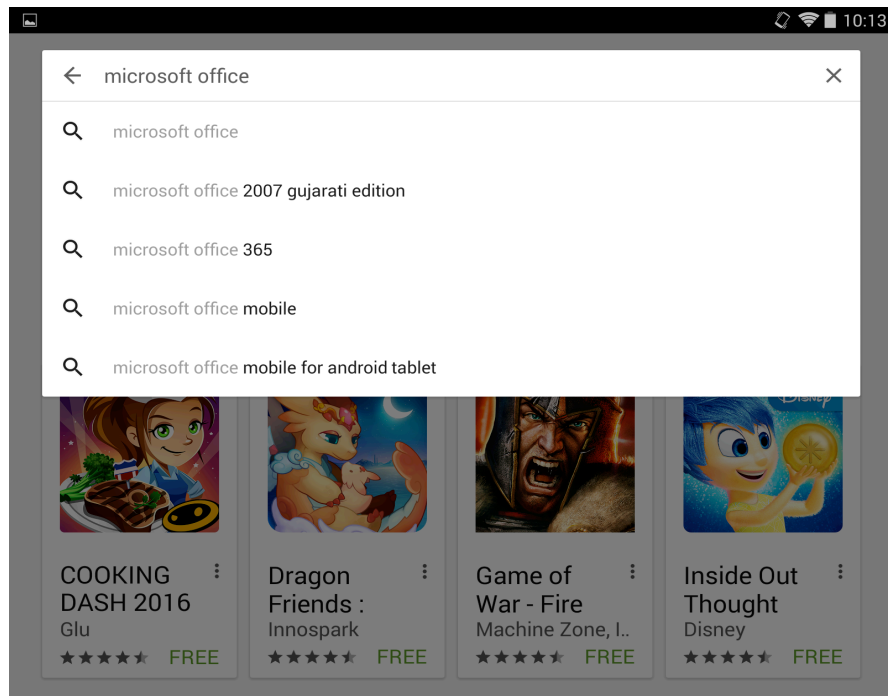 10:13
microsoft office
microsoft office
microsoft office 2007 gujarati edition
microsoft office 365
microsoft office mobile
microsoft office mobile for android tablet
Disney
COOKING
DASH 2016
Glu
FREE
Dragon
Friends :
Innospark
FREE
Game of
War - Fire
Machine Zone, I..
FREE
Inside Out
Thought
Disney
FREE